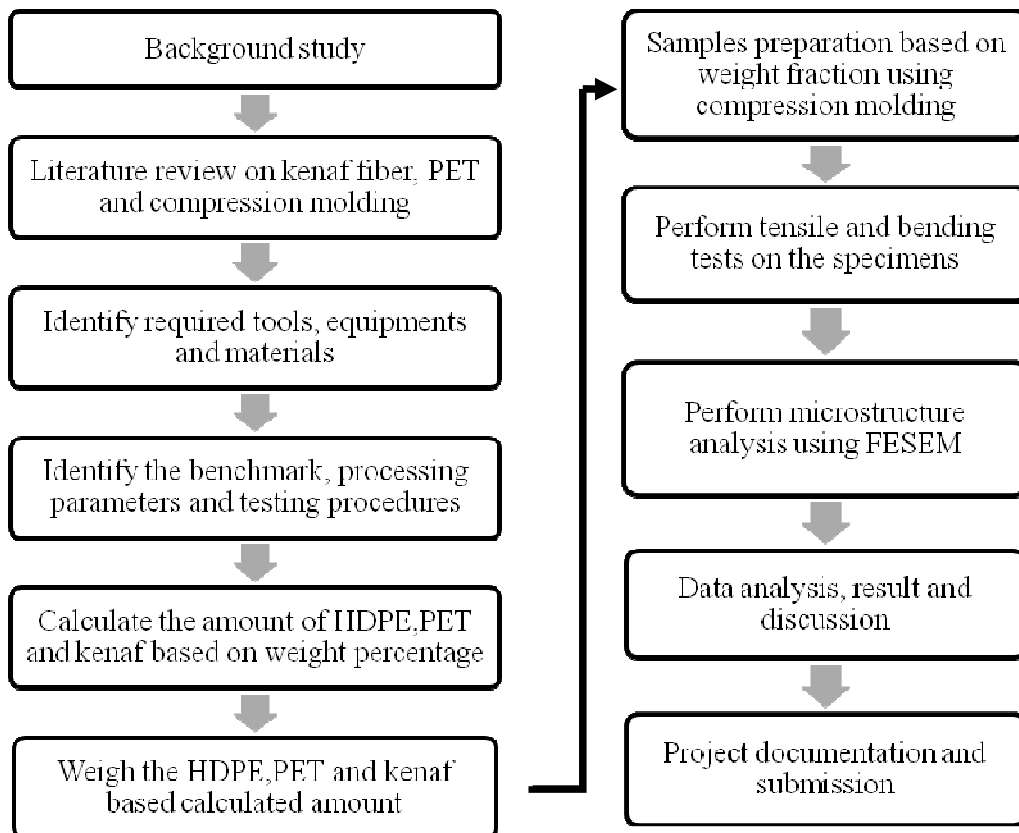 Background study
Literature review on kenaf fiber, PET
and compression molding
Identify required tools, equipments
and materials
Identify the benchmark, processing
parameters and testing procedures
Calculate the amount of HDPE,PET
and kenaf based on weight percentage
Weigh the HDPE,PET and kenaf
based calculated amount
Samples preparation based on
weight fraction using
compression molding
Perform tensile and bending
tests on the specimens
Perform microstructure
analysis using FESEM
Data analysis, result and
discussion
Project documentation and
submission